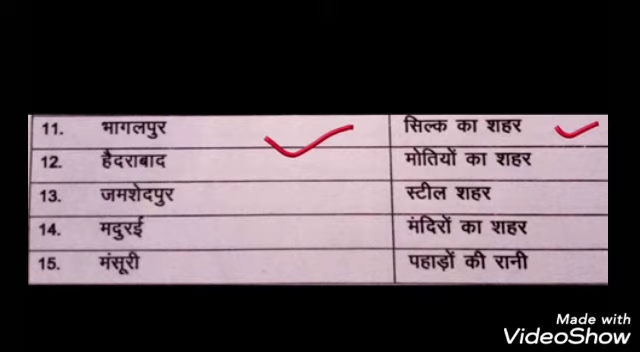 11. भागलपुर सिल्क का शहर
12. हैदराबाद मोतियों का शहर
13. जमशेदपुर स्टील शहर
14. मदुरई मंदिरों का शहर
15. मंसूरी पहाड़ों की रानी
Made with
VideoShow